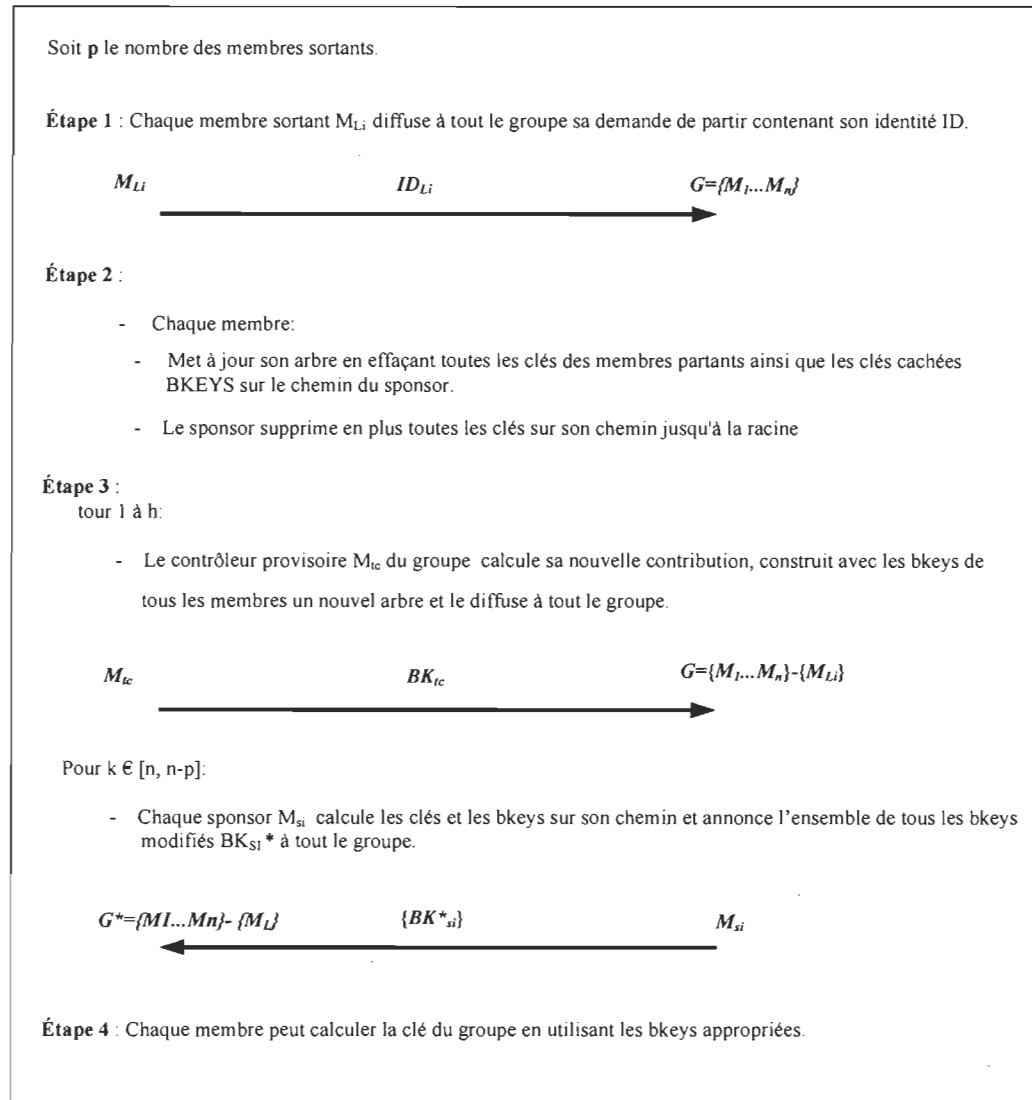 Soit p le nombre des membres sortants.
Étape 1 : Chaque membre sortant M_Li diffuse à tout le groupe sa demande de partir contenant son identité ID.
M_Li ID_Li G={M_1...M_n}
Étape 2 :
- Chaque membre:
- Met à jour son arbre en effaçant toutes les clés des membres partants ainsi que les clés cachées
BKEYS sur le chemin du sponsor.
- Le sponsor supprime en plus toutes les clés sur son chemin jusqu'à la racine
Étape 3 :
tour 1 à h:
- Le contrôleur provisoire M_tc du groupe calcule sa nouvelle contribution, construit avec les bkeys de
tous les membres un nouvel arbre et le diffuse à tout le groupe.
M_tc BK_tc G={M_1...M_n}-{M_Li}
Pour k € [n, n-p]:
- Chaque sponsor M_si calcule les clés et les bkeys sur son chemin et annonce l'ensemble de tous les bkeys
modifiés BK_SI* à tout le groupe.
G*={M1...Mn}- {M_L} {BK*_si} M_si
Étape 4 : Chaque membre peut calculer la clé du groupe en utilisant les bkeys appropriées.